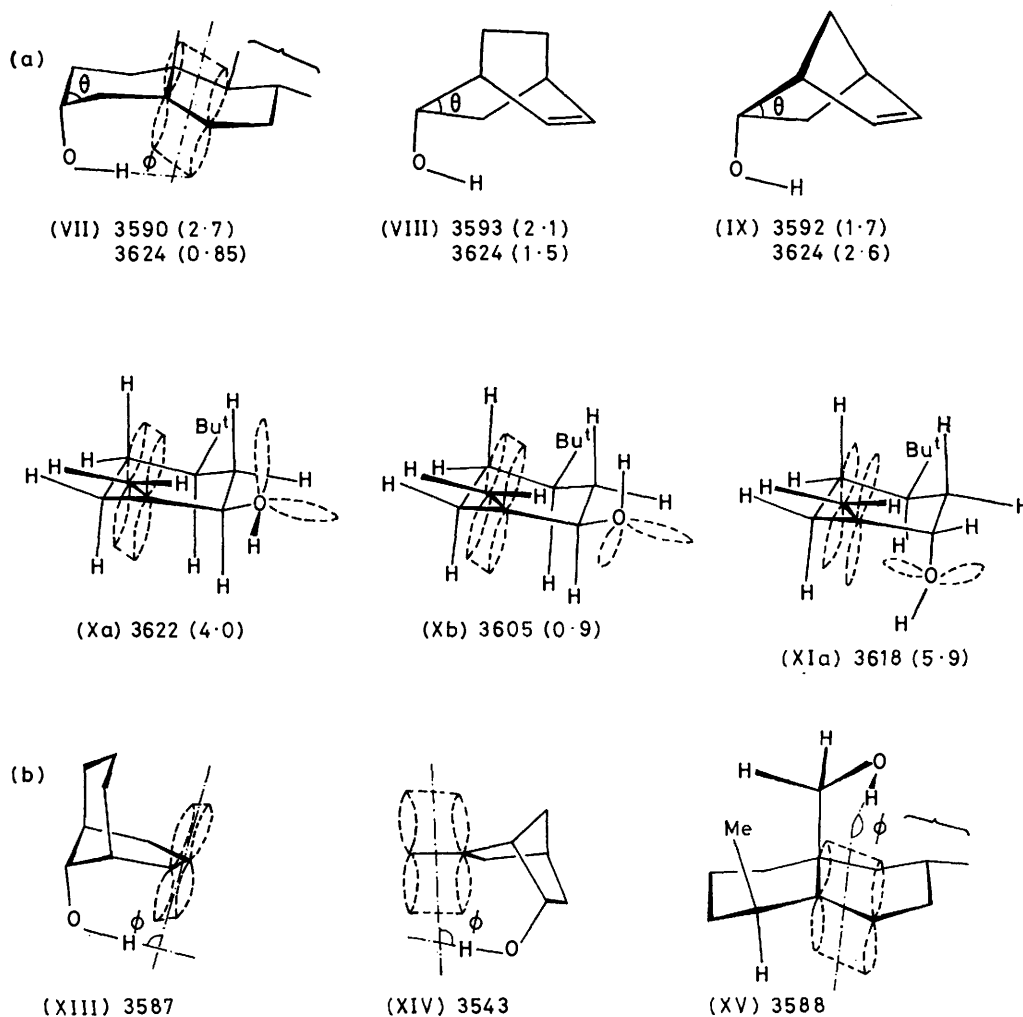 (a)
θ
O
H
ϕ
(VII) 3590 (2·7)
3624 (0·85)
θ
O
H
(VIII) 3593 (2·1)
3624 (1·5)
θ
O
H
(IX) 3592 (1·7)
3624 (2·6)
H
H
Buᵗ
H
H
H
H
H
O
H
H
H
H
(Xa) 3622 (4·0)
H
H
Buᵗ
H
H
H
H
H
H
O
H
H
H
(Xb) 3605 (0·9)
H
H
Buᵗ
H
H
H
H
H
H
H
H
O
H
(XIa) 3618 (5·9)
(b)
O
H
ϕ
(XIII) 3587
ϕ
H
O
(XIV) 3543
H
H
O
H
Me
ϕ
H
(XV) 3588